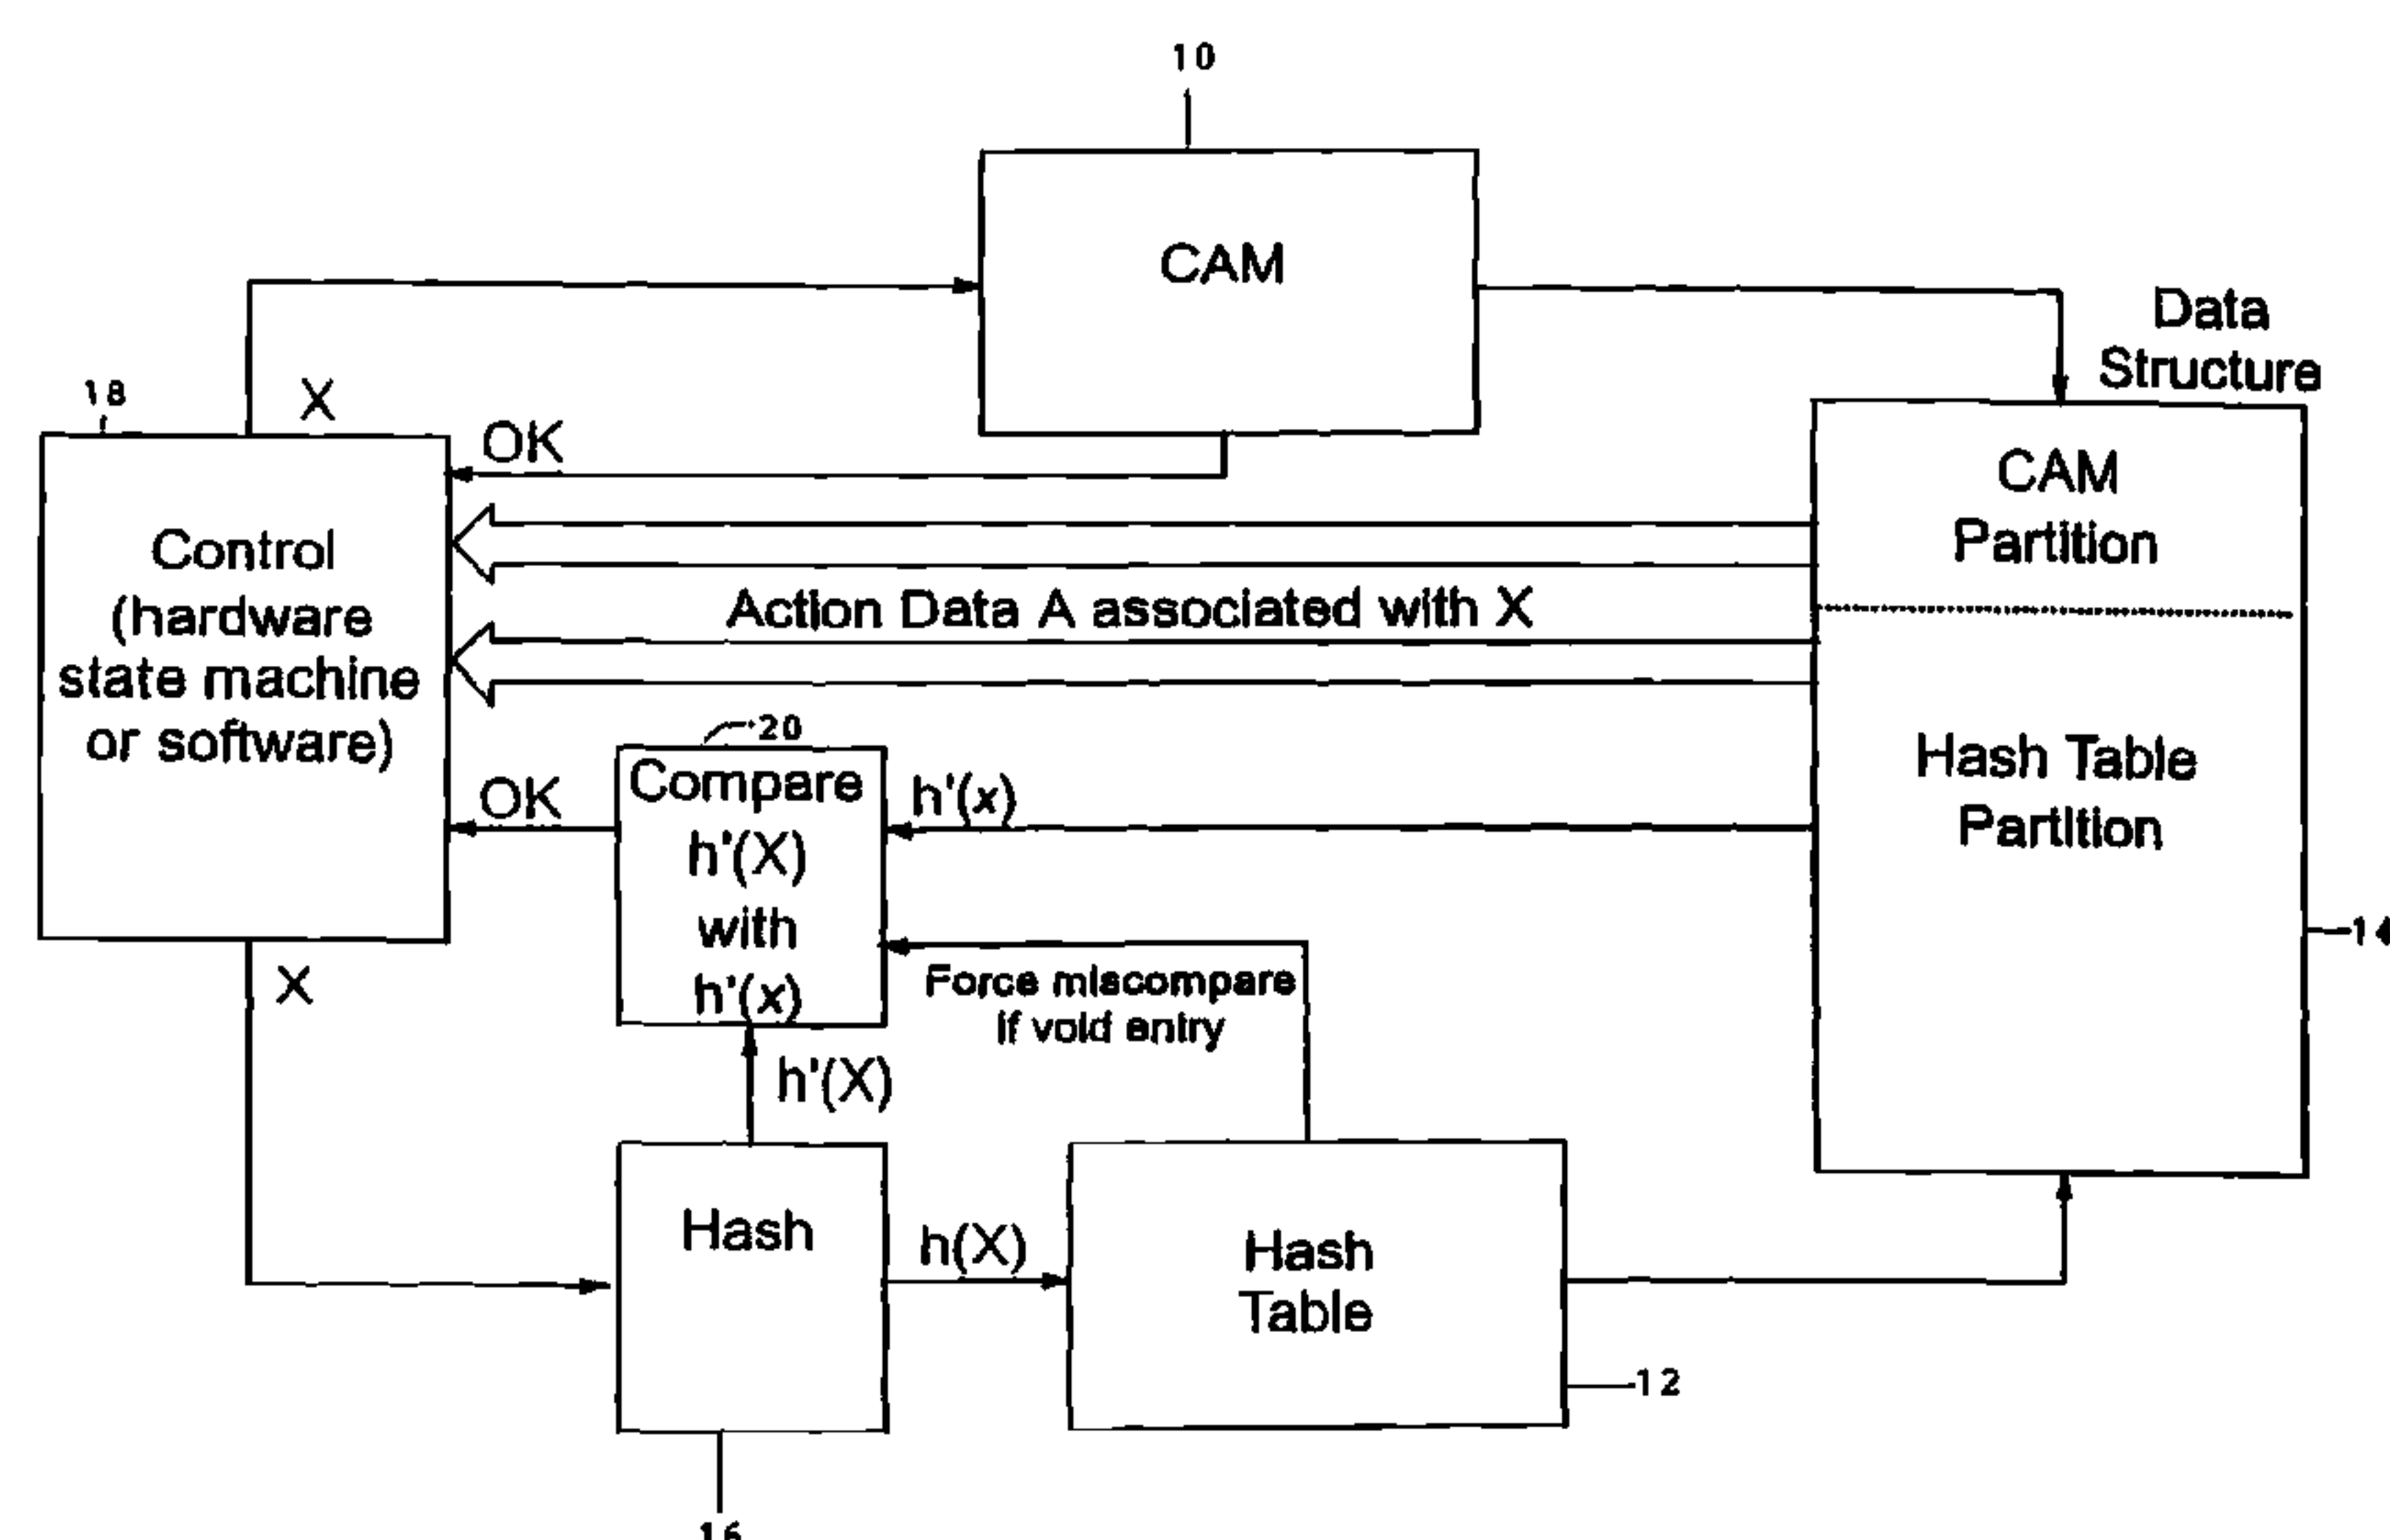 10
CAM
Data
Structure
18
X
OK
CAM
Partition
Control
(hardware
state machine
or software)
Action Data A associated with X
20
Compare
h'(X)
with
h'(x)
OK
h'(x)
Hash Table
Partition
14
X
Force miscompare
if void entry
h'(X)
Hash
h(X)
Hash
Table
12
16